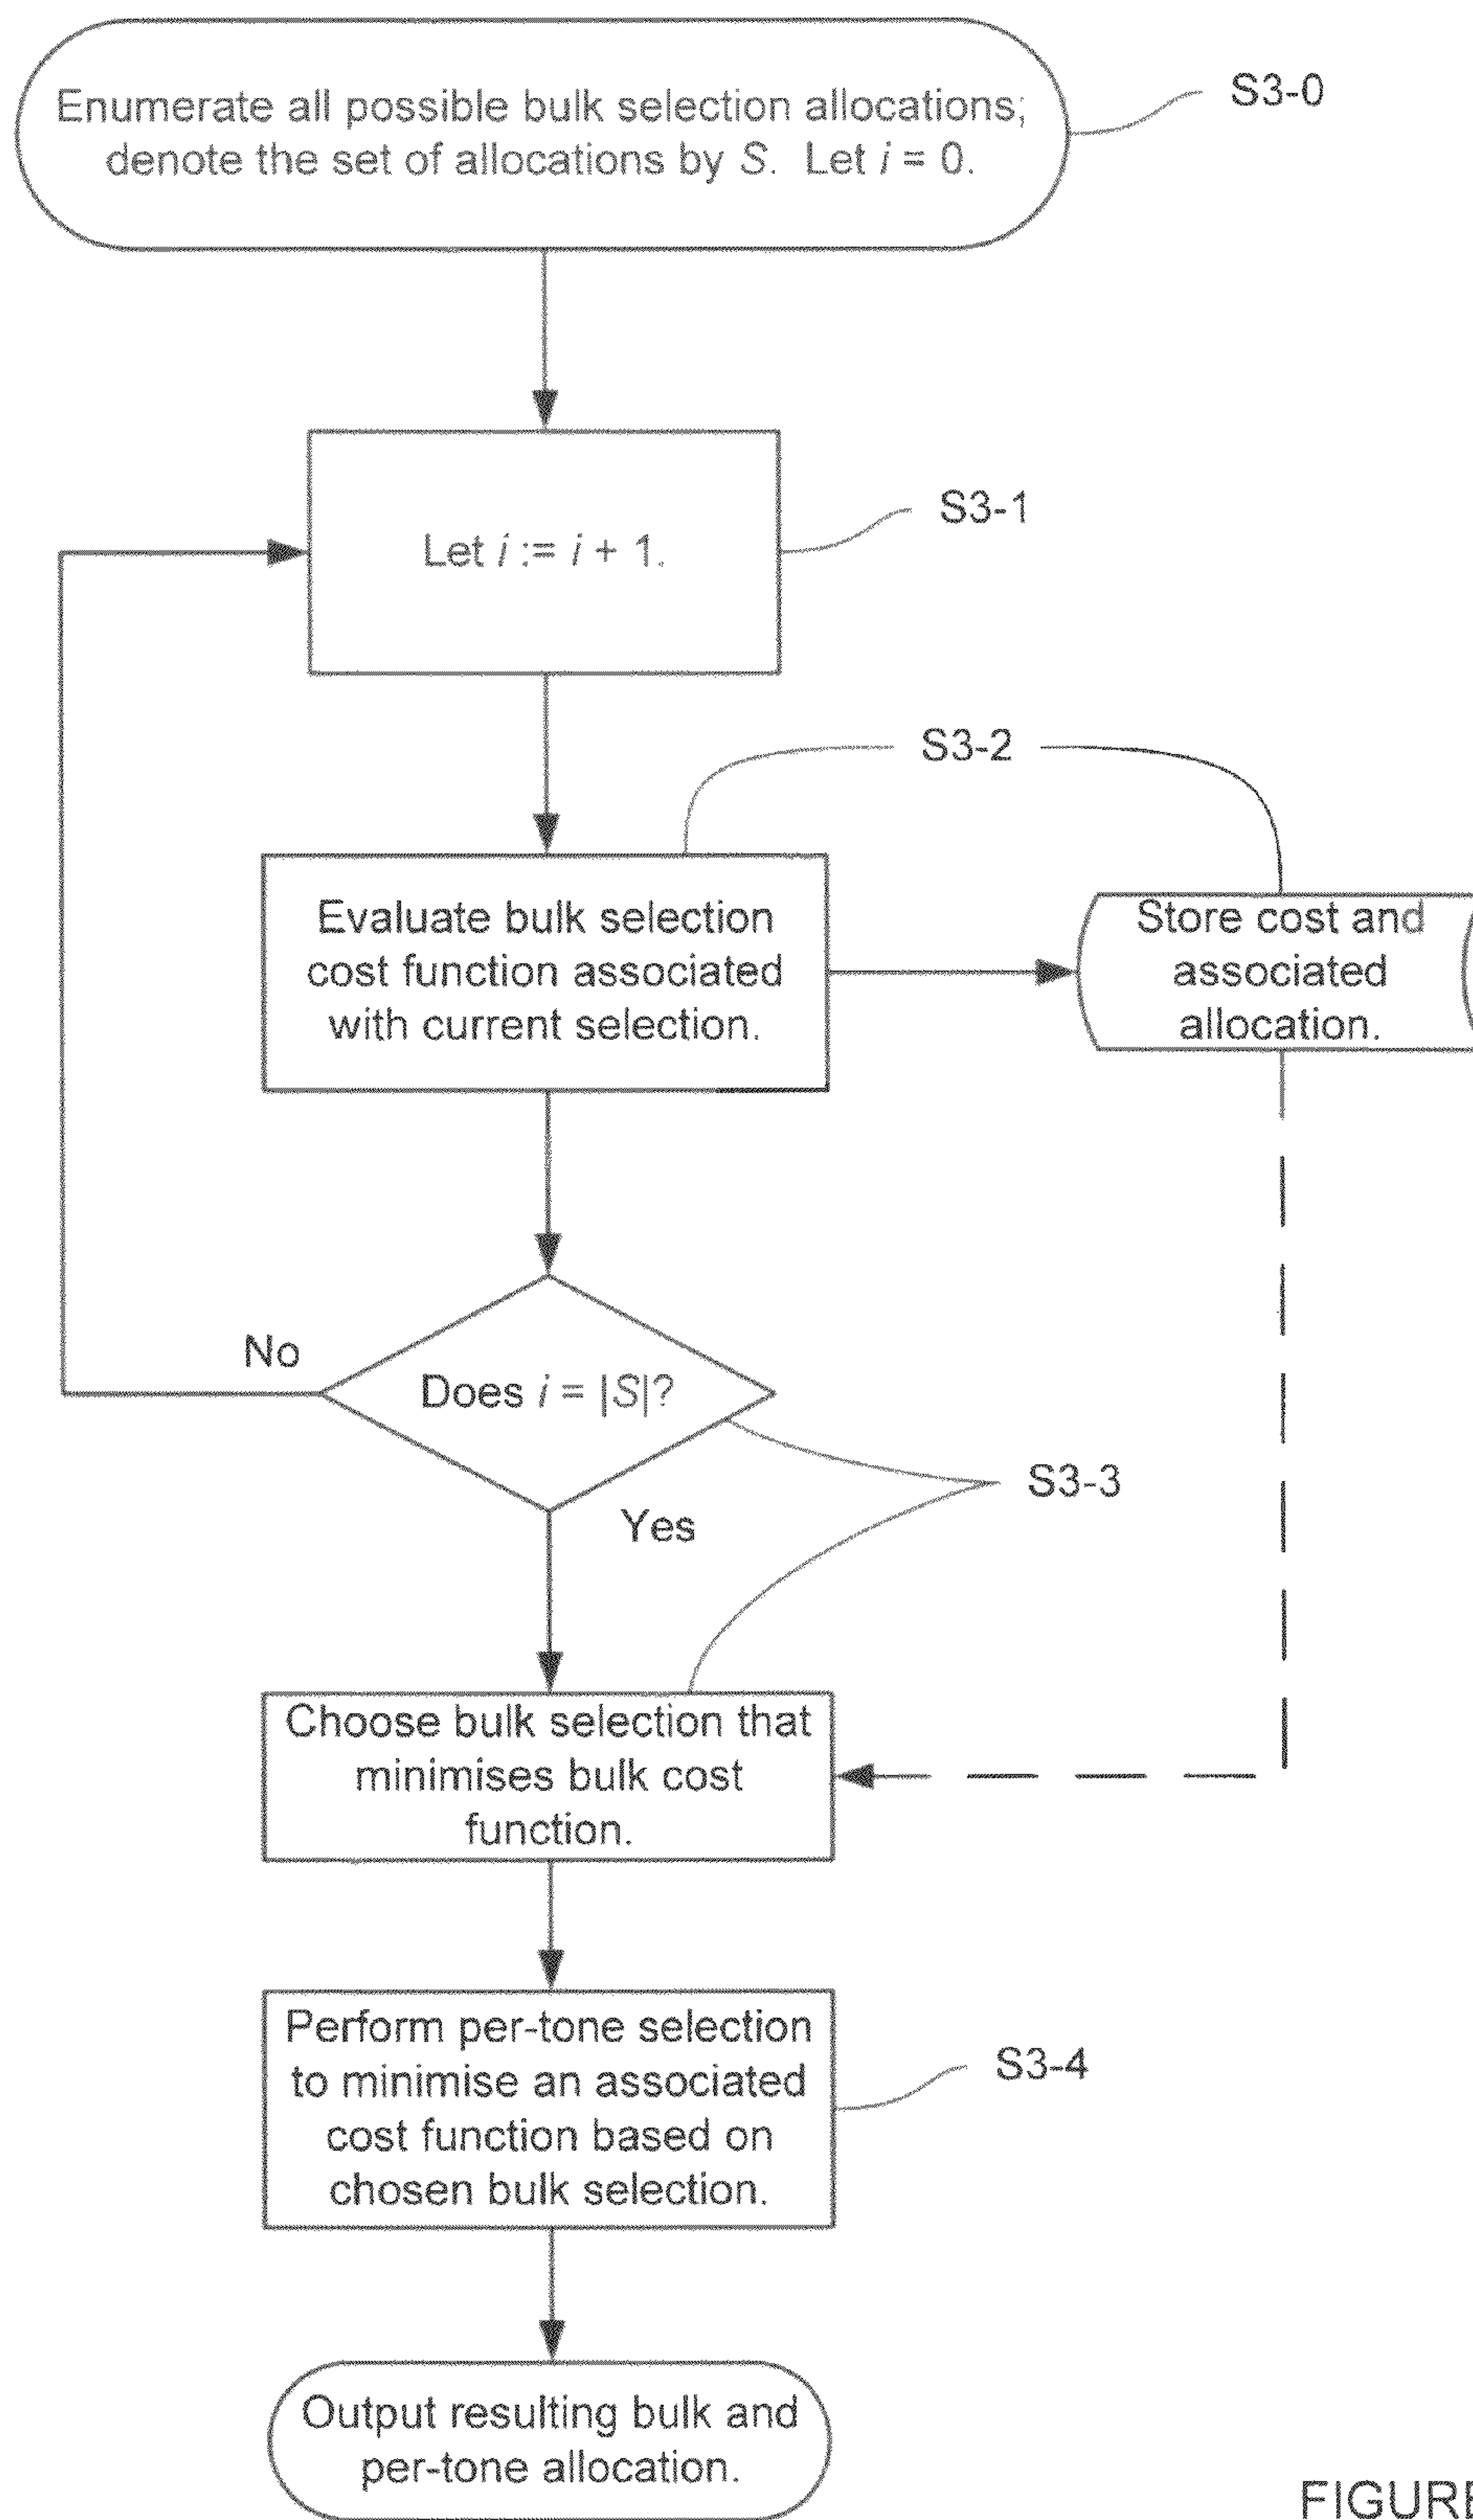 Enumerate all possible bulk selection allocations;
denote the set of allocations by S. Let i = 0.
S3-0
Let i := i + 1.
S3-1
S3-2
Evaluate bulk selection
cost function associated
with current selection.
Store cost and
associated
allocation.
No
Does i = |S|?
Yes
S3-3
Choose bulk selection that
minimises bulk cost
function.
Perform per-tone selection
to minimise an associated
cost function based on
chosen bulk selection.
S3-4
Output resulting bulk and
per-tone allocation.
FIGURE